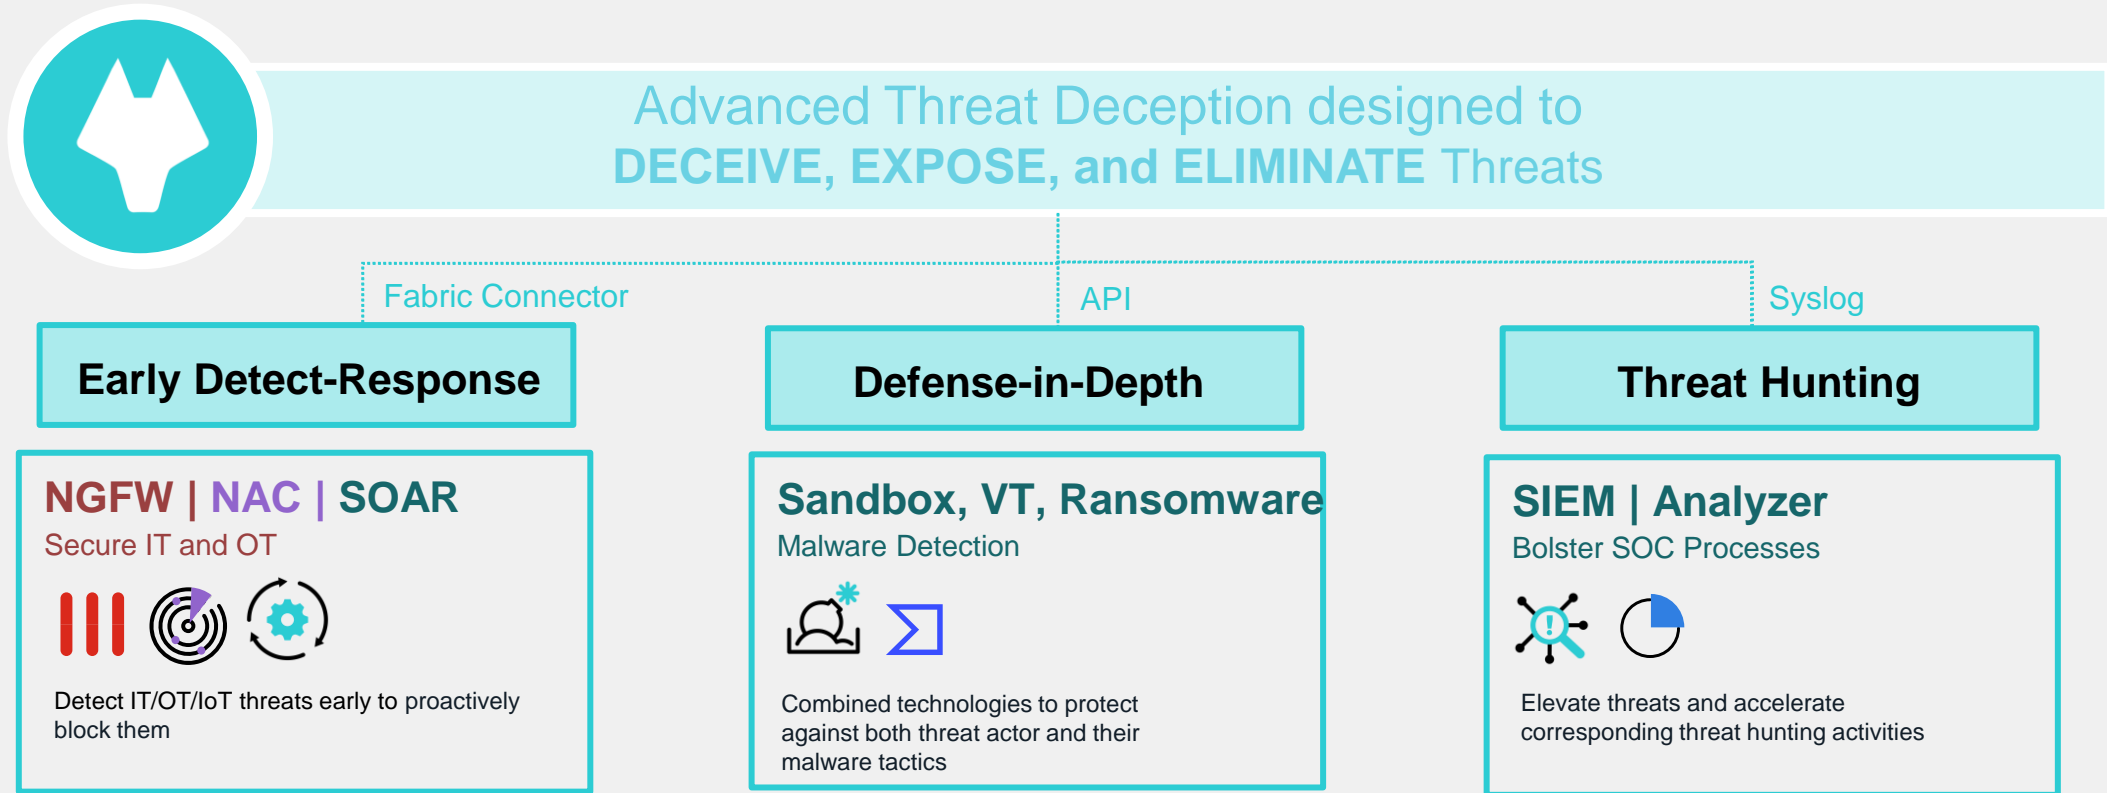 Advanced Threat Deception designed to
DECEIVE, EXPOSE, and ELIMINATE Threats
Fabric Connector
API
Syslog
Early Detect-Response
Defense-in-Depth
Threat Hunting
NGFW | NAC | SOAR
Secure IT and OT
Detect IT/OT/IoT threats early to proactively
block them
Sandbox, VT, Ransomware
Malware Detection
Combined technologies to protect
against both threat actor and their
malware tactics
SIEM | Analyzer
Bolster SOC Processes
Elevate threats and accelerate
corresponding threat hunting activities